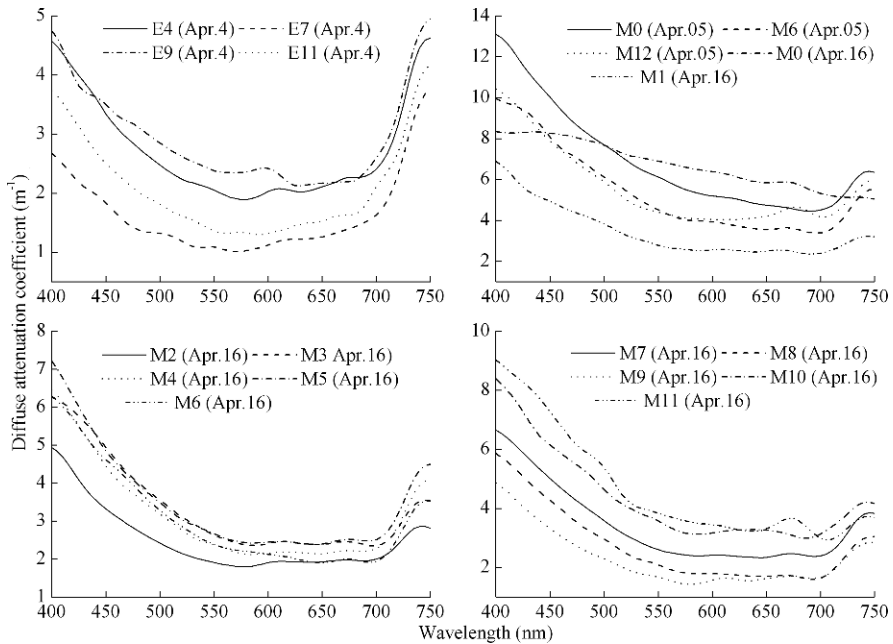 Diffuse attenuation coefficient (m⁻¹)
5
4
3
2
1
E4 (Apr.4) E7 (Apr.4)
E9 (Apr.4) E11 (Apr.4)
400 450 500 550 600 650 700 750
14
12
10
8
6
4
2
M0 (Apr.05) M6 (Apr.05)
M12 (Apr.05) M0 (Apr.16)
M1 (Apr.16)
400 450 500 550 600 650 700 750
8
7
6
5
4
3
2
1
M2 (Apr.16) M3 Apr.16)
M4 (Apr.16) M5 (Apr.16)
M6 (Apr.16)
400 450 500 550 600 650 700 750
10
8
6
4
2
M7 (Apr.16) M8 (Apr.16)
M9 (Apr.16) M10 (Apr.16)
M11 (Apr.16)
400 450 500 550 600 650 700 750
Wavelength (nm)